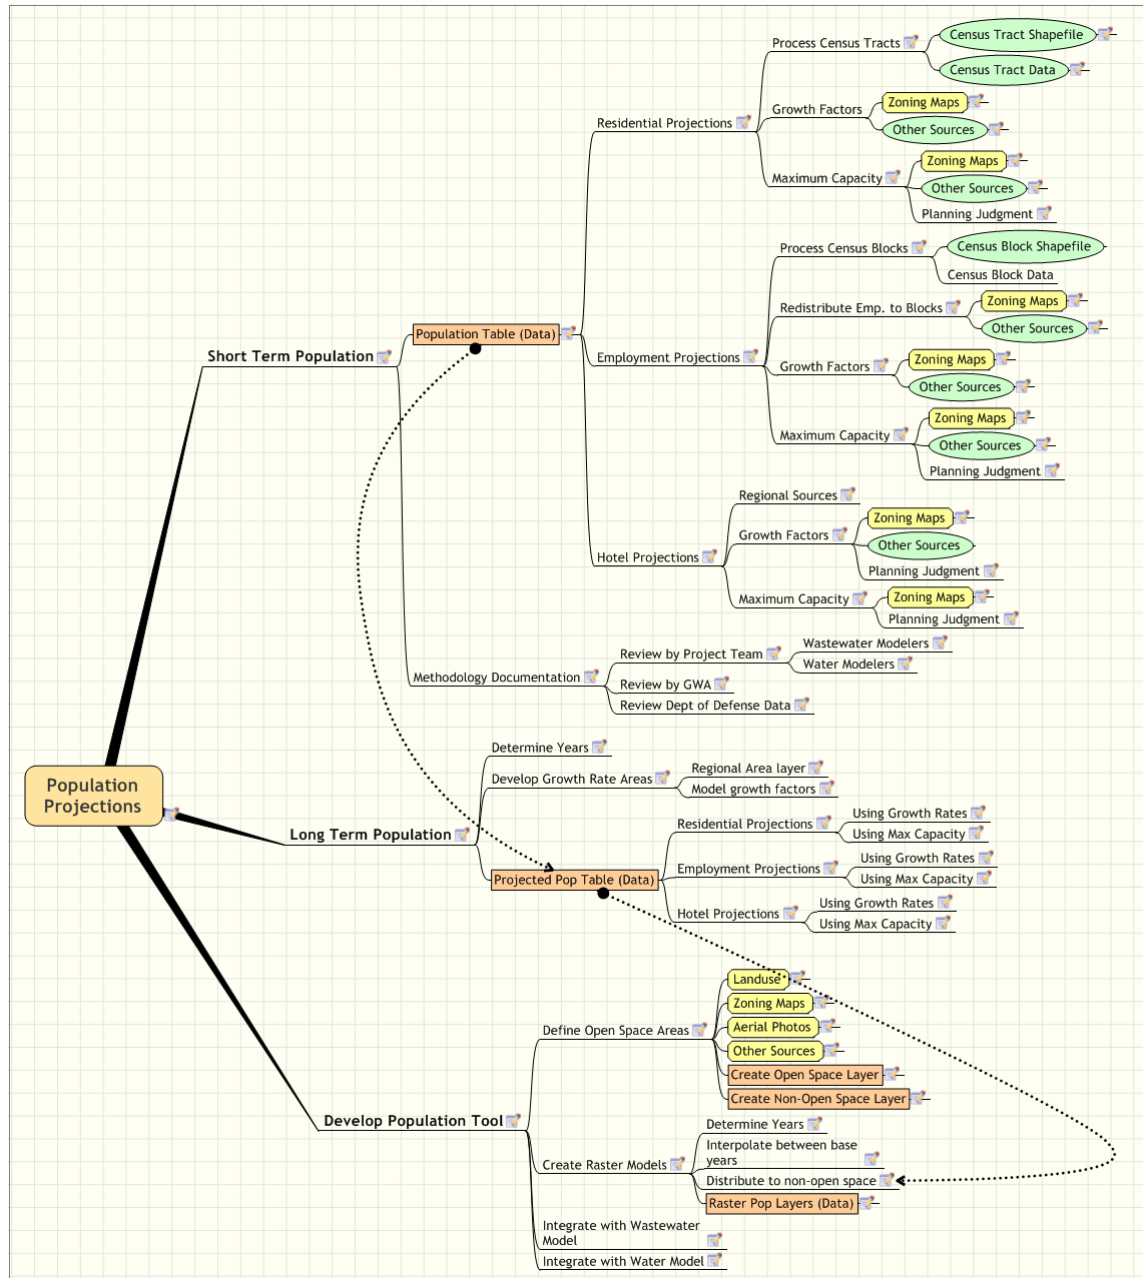 Population
Projections
Short Term Population
Population Table (Data)
Residential Projections
Process Census Tracts
Census Tract Shapefile
Census Tract Data
Growth Factors
Zoning Maps
Other Sources
Maximum Capacity
Zoning Maps
Other Sources
Planning Judgment
Employment Projections
Process Census Blocks
Census Block Shapefile
Census Block Data
Redistribute Emp. to Blocks
Zoning Maps
Other Sources
Growth Factors
Zoning Maps
Other Sources
Maximum Capacity
Zoning Maps
Other Sources
Planning Judgment
Hotel Projections
Regional Sources
Growth Factors
Zoning Maps
Other Sources
Planning Judgment
Maximum Capacity
Zoning Maps
Planning Judgment
Methodology Documentation
Review by Project Team
Wastewater Modelers
Water Modelers
Review by GWA
Review Dept of Defense Data
Long Term Population
Determine Years
Develop Growth Rate Areas
Regional Area layer
Model growth factors
Projected Pop Table (Data)
Residential Projections
Using Growth Rates
Using Max Capacity
Employment Projections
Using Growth Rates
Using Max Capacity
Hotel Projections
Using Growth Rates
Using Max Capacity
Develop Population Tool
Define Open Space Areas
Landuse
Zoning Maps
Aerial Photos
Other Sources
Create Open Space Layer
Create Non-Open Space Layer
Create Raster Models
Determine Years
Interpolate between base
years
Distribute to non-open space
Raster Pop Layers (Data)
Integrate with Wastewater
Model
Integrate with Water Model